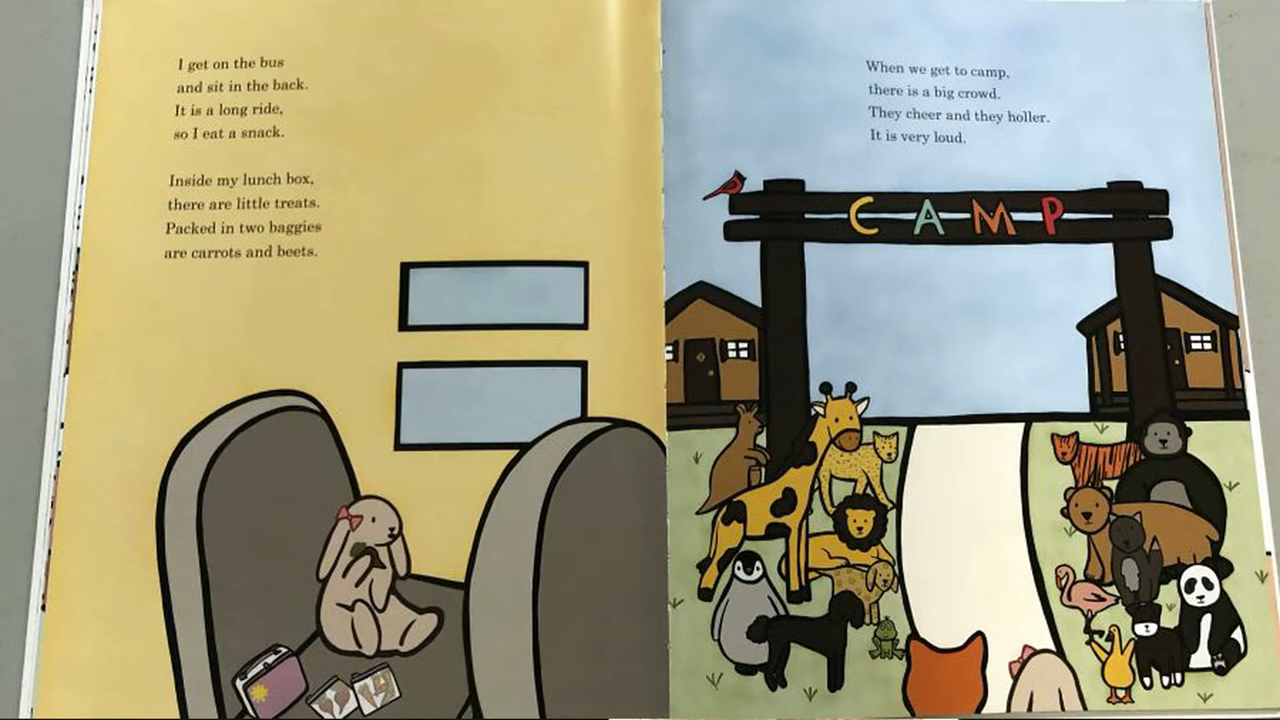 I get on the bus
and sit in the back.
It is a long ride,
so I eat a snack.
Inside my lunch box,
there are little treats.
Packed in two baggies
are carrots and beets.
When we get to camp,
there is a big crowd.
They cheer and they holler.
It is very loud.
CAMP